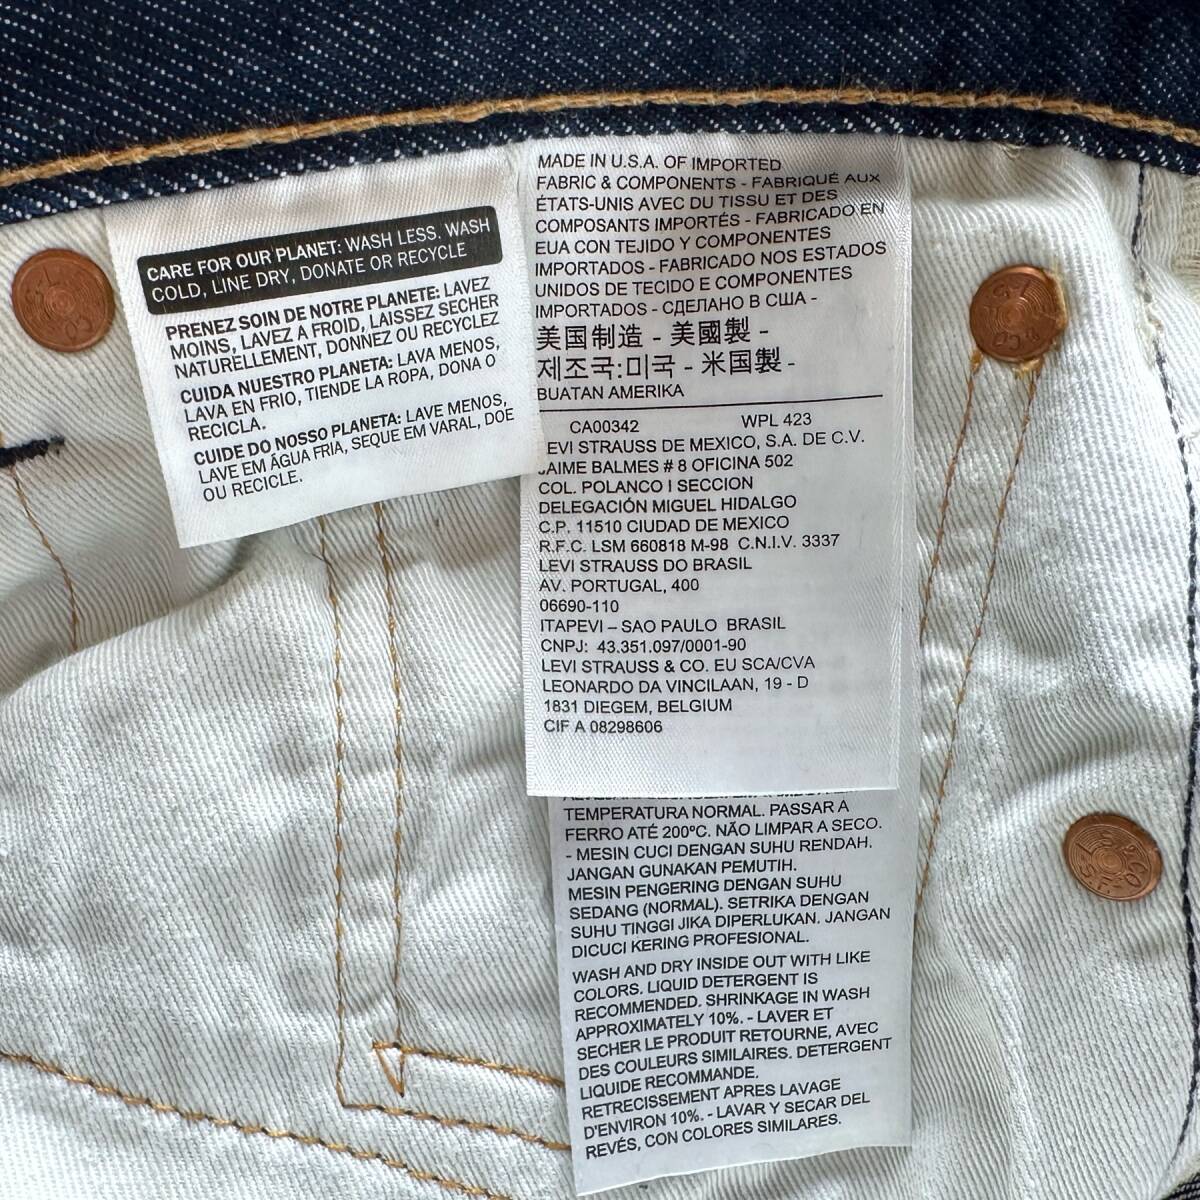 CARE FOR OUR PLANET: WASH LESS, WASH
COLD, LINE DRY, DONATE OR RECYCLE
PRENEZ SOIN DE NOTRE PLANETE: LAVEZ
MOINS, LAVEZ A FROID, LAISSEZ SECHER
NATURELLEMENT, DONNEZ OU RECYCLEZ
CUIDA NUESTRO PLANETA: LAVA MENOS,
LAVA EN FRIO, TIENDE LA ROPA, DONA O
RECICLA.
CUIDE DO NOSSO PLANETA: LAVE MENOS,
LAVE EM ÁGUA FRIA, SEQUE EM VARAL, DOE
OU RECICLE.
MADE IN U.S.A. OF IMPORTED
FABRIC & COMPONENTS - FABRIQUÉ AUX
ÉTATS-UNIS AVEC DU TISSU ET DES
COMPOSANTS IMPORTÉS - FABRICADO EN
EUA CON TEJIDO Y COMPONENTES
IMPORTADOS - FABRICADO NOS ESTADOS
UNIDOS DE TECIDO E COMPONENTES
IMPORTADOS - СДЕЛАНО В США -
美国制造 - 美國製 -
제조국:미국 - 米国製 -
BUATAN AMERIKA
CA00342 WPL 423
EVI STRAUSS DE MEXICO, S.A. DE C.V.
JAIME BALMES # 8 OFICINA 502
COL. POLANCO I SECCION
DELEGACIÓN MIGUEL HIDALGO
C.P. 11510 CIUDAD DE MEXICO
R.F.C. LSM 660818 M-98 C.N.I.V. 3337
LEVI STRAUSS DO BRASIL
AV. PORTUGAL, 400
06690-110
ITAPEVI – SAO PAULO BRASIL
CNPJ: 43.351.097/0001-90
LEVI STRAUSS & CO. EU SCA/CVA
LEONARDO DA VINCILAAN, 19 - D
1831 DIEGEM, BELGIUM
CIF A 08298606
TEMPERATURA NORMAL. PASSAR A
FERRO ATÉ 200ºC. NÃO LIMPAR A SECO.
- MESIN CUCI DENGAN SUHU RENDAH.
JANGAN GUNAKAN PEMUTIH.
MESIN PENGERING DENGAN SUHU
SEDANG (NORMAL). SETRIKA DENGAN
SUHU TINGGI JIKA DIPERLUKAN. JANGAN
DICUCI KERING PROFESIONAL.
WASH AND DRY INSIDE OUT WITH LIKE
COLORS. LIQUID DETERGENT IS
RECOMMENDED. SHRINKAGE IN WASH
APPROXIMATELY 10%. - LAVER ET
SECHER LE PRODUIT RETOURNE, AVEC
DES COULEURS SIMILAIRES. DETERGENT
LIQUIDE RECOMMANDE.
RETRECISSEMENT APRES LAVAGE
D'ENVIRON 10%. - LAVAR Y SECAR DEL
REVÉS, CON COLORES SIMILARES.